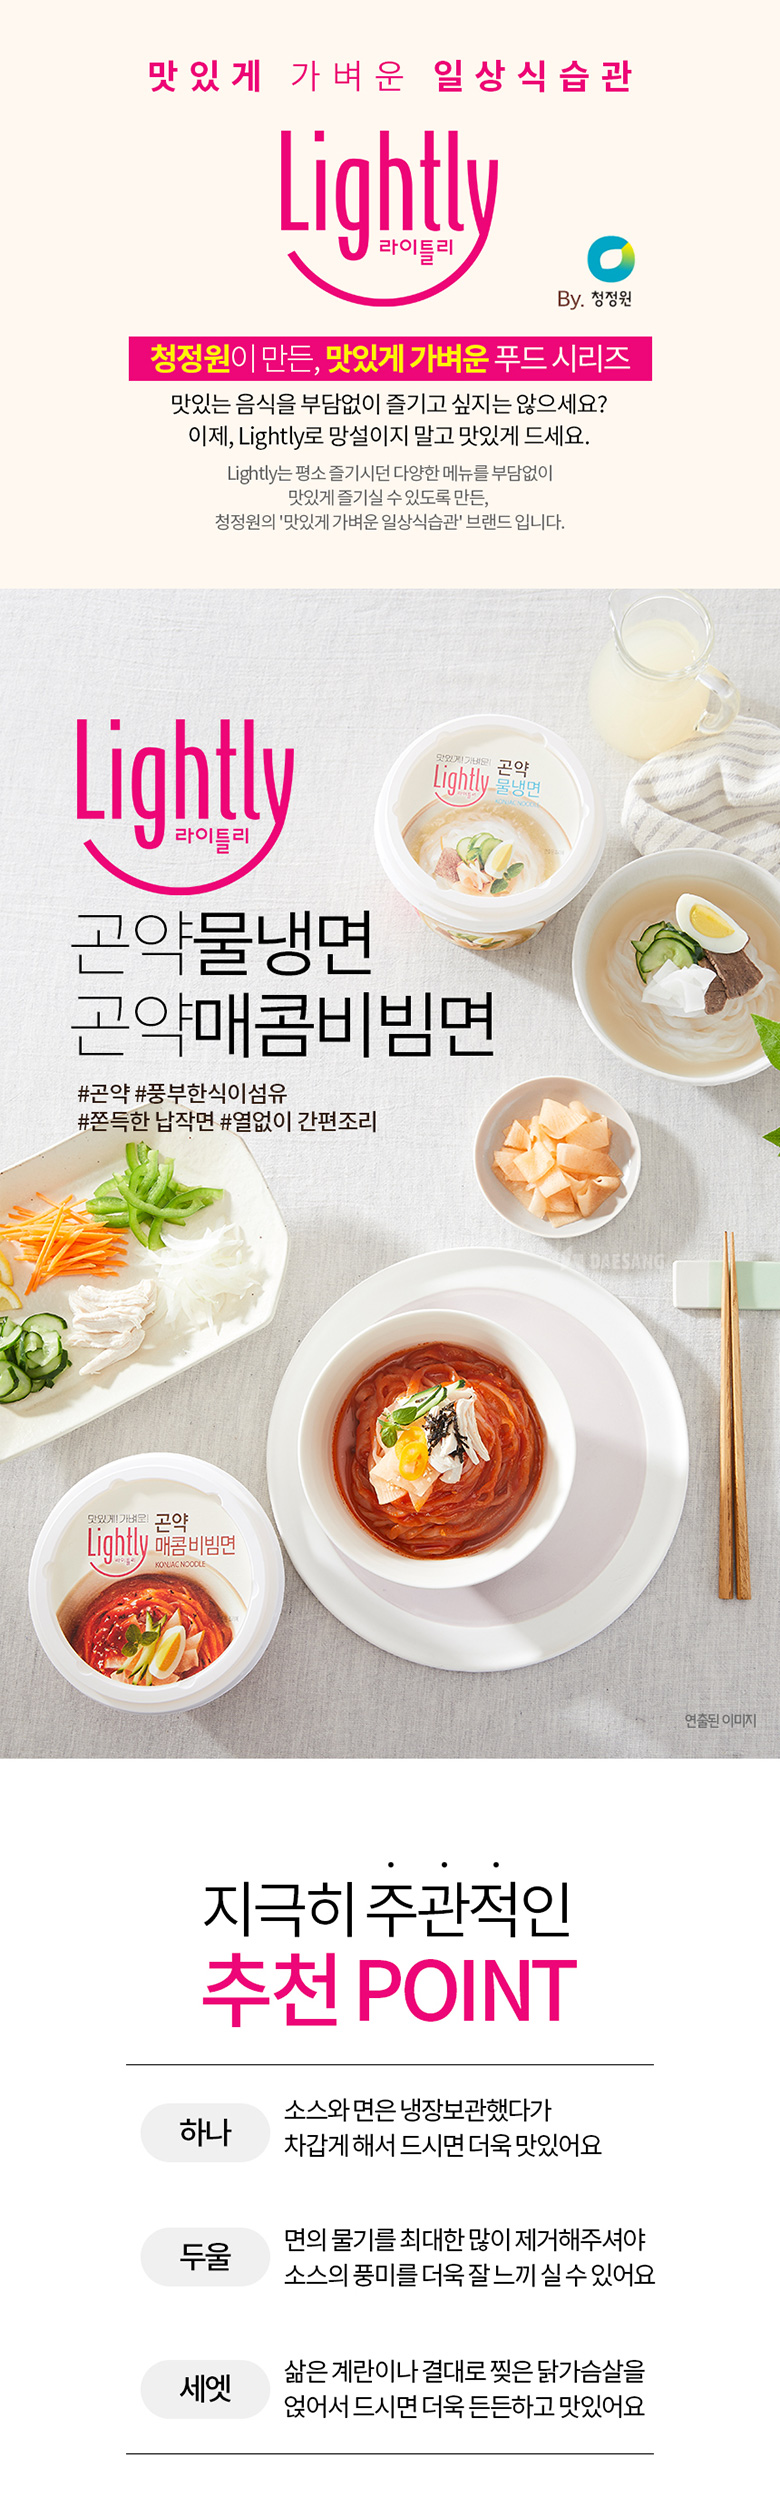 맛있게 가벼운 일상식습관
Lightly
라이틀리
By. 청정원
청정원이 만든, 맛있게 가벼운 푸드 시리즈
맛있는 음식을 부담없이 즐기고 싶지는 않으세요?
이제, Lightly로 망설이지 말고 맛있게 드세요.
Lightly는 평소 즐기시던 다양한 메뉴를 부담없이
맛있게 즐기실 수 있도록 만든,
청정원의 '맛있게 가벼운 일상식습관' 브랜드 입니다.
Lightly
라이틀리
맛있게! 가벼운!
Lightly
곤약
물냉면
KONJAC NOODLE
곤약물냉면
곤약매콤비빔면
#곤약 #풍부한식이섬유
#쫀득한 납작면 #열없이 간편조리
DAESANG
맛있게! 가벼운!
Lightly
라이틀리
곤약
매콤비빔면
KONJAC NOODLE
연출된 이미지
지극히 주관적인
추천 POINT
하나
소스와 면은 냉장보관했다가
차갑게 해서 드시면 더욱 맛있어요
두울
면의 물기를 최대한 많이 제거해주셔야
소스의 풍미를 더욱 잘 느끼 실 수 있어요
세엣
삶은 계란이나 결대로 찢은 닭가슴살을
얹어서 드시면 더욱 든든하고 맛있어요